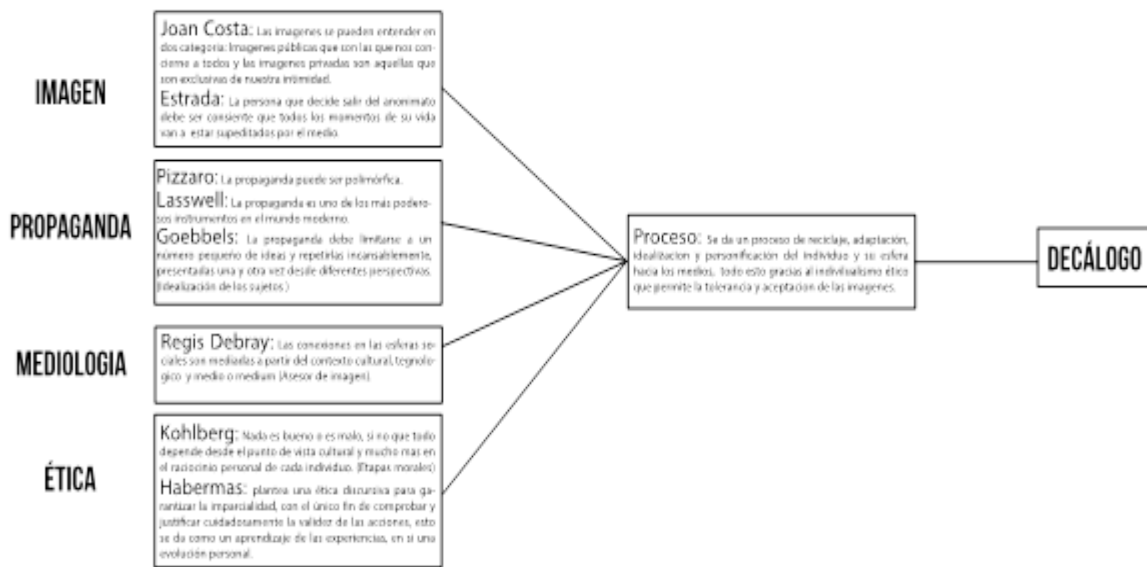 IMAGEN
Joan Costa: Las imagenes se pueden entender en
dos categoria: Imagenes públicas que son las que nos con-
cierne a todos y las imagenes privadas son aquellas que
son exclusivas de nuestra intimidad.
Estrada: La persona que decide salir del anonimato
debe ser consiente que todos los momentos de su vida
van a estar supeditados por el medio.
PROPAGANDA
Pizzaro: La propaganda puede ser polimórfica.
Lasswell: La propaganda es uno de los más podero-
sos instrumentos en el mundo moderno.
Goebbels: La propaganda debe limitarse a un
número pequeño de ideas y repetirlas incansablemente,
presentadas una y otra vez desde diferentes perspectivas.
(Idealización de los sujetos )
MEDIOLOGIA
Regis Debray: Las conexiones en las esferas so-
ciales son mediadas a partir del contexto cultural, tegnolo-
gico y medio o medium (Asesor de imagen).
ÉTICA
Kohlberg: Nada es bueno o es malo, si no que todo
depende desde el punto de vista cultural y mucho mas en
el raciocinio personal de cada individuo. (Etapas morales)
Habermas: plantea una ética discursiva para ga-
rantizar la imparcialidad, con el único fin de comprobar y
justificar cuidadosamente la validez de las acciones, esto
se da como un aprendizaje de las experiencias, en si una
evolución personal.
Proceso: Se da un proceso de reciclaje, adaptación,
idealizacion y personificación del individuo y su esfera
hacia los medios, todo esto gracias al indivilualismo ético
que permite la tolerancia y aceptacion de las imagenes.
DECÁLOGO